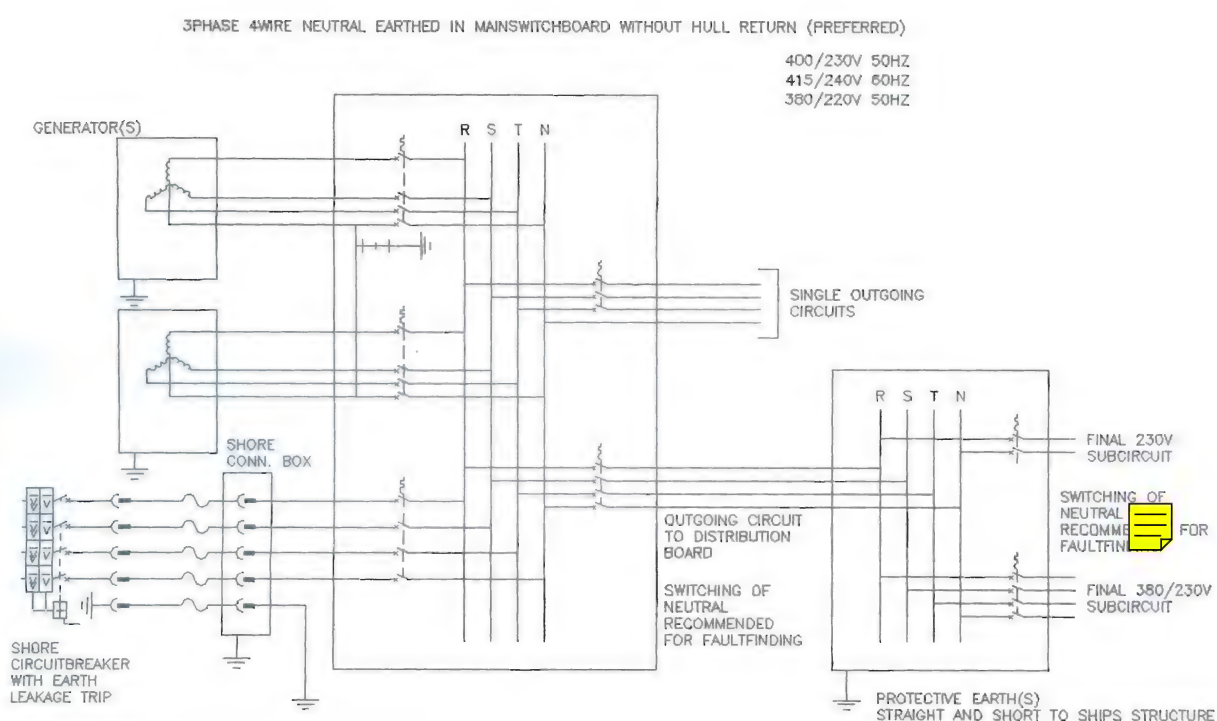 3PHASE 4WIRE NEUTRAL EARTHED IN MAINSWITCHBOARD WITHOUT HULL RETURN (PREFERRED)
400/230V 50HZ
415/240V 60HZ
380/220V 50HZ
GENERATOR(S)
R S T N
SINGLE OUTGOING
CIRCUITS
R S T N
SHORE
CONN. BOX
FINAL 230V
SUBCIRCUIT
SWITCHING OF
NEUTRAL
FOR
OUTGOING CIRCUIT
TO DISTRIBUTION
BOARD
SWITCHING OF
NEUTRAL
RECOMMENDED
FOR FAULTFINDING
FINAL 380/230V
SUBCIRCUIT
SHORE
CIRCUITBREAKER
WITH EARTH
LEAKAGE TRIP
PROTECTIVE EARTH(S)
STRAIGHT AND SHORT TO SHIPS STRUCTURE